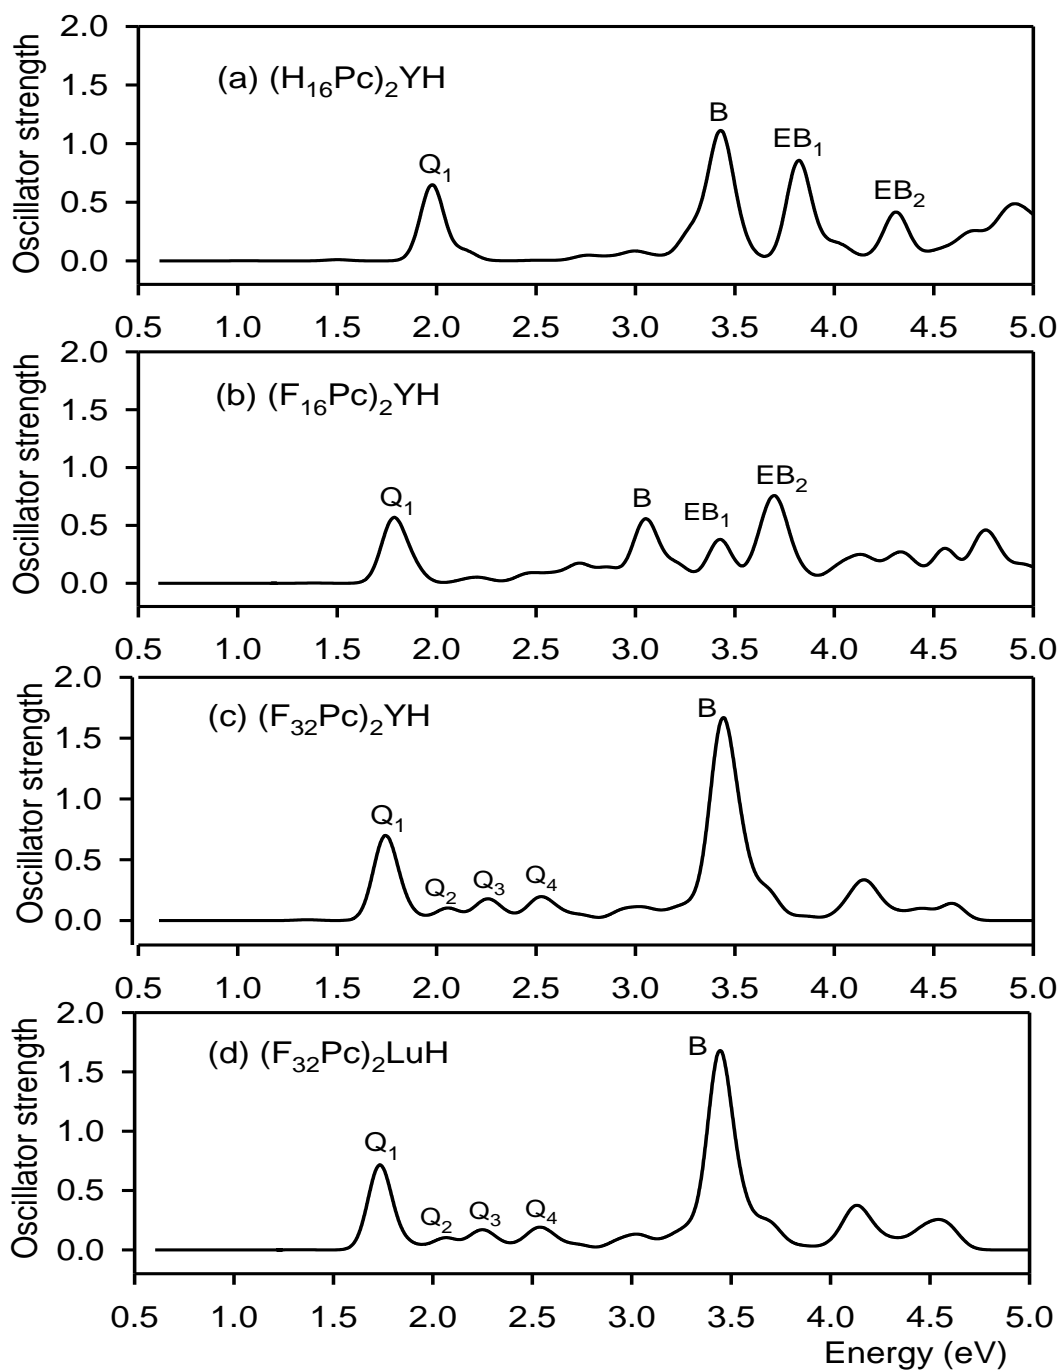 2.0
1.5
1.0
0.5
0.0
Oscillator strength
(a) (H₁₆Pc)₂YH
Q₁
B
EB₁
EB₂
0.5 1.0 1.5 2.0 2.5 3.0 3.5 4.0 4.5 5.0
2.0
1.5
1.0
0.5
0.0
Oscillator strength
(b) (F₁₆Pc)₂YH
Q₁
B
EB₁
EB₂
0.5 1.0 1.5 2.0 2.5 3.0 3.5 4.0 4.5 5.0
2.0
1.5
1.0
0.5
0.0
Oscillator strength
(c) (F₃₂Pc)₂YH
Q₁
Q₂
Q₃
Q₄
B
0.5 1.0 1.5 2.0 2.5 3.0 3.5 4.0 4.5 5.0
2.0
1.5
1.0
0.5
0.0
Oscillator strength
(d) (F₃₂Pc)₂LuH
Q₁
Q₂
Q₃
Q₄
B
0.5 1.0 1.5 2.0 2.5 3.0 3.5 4.0 4.5 5.0
Energy (eV)